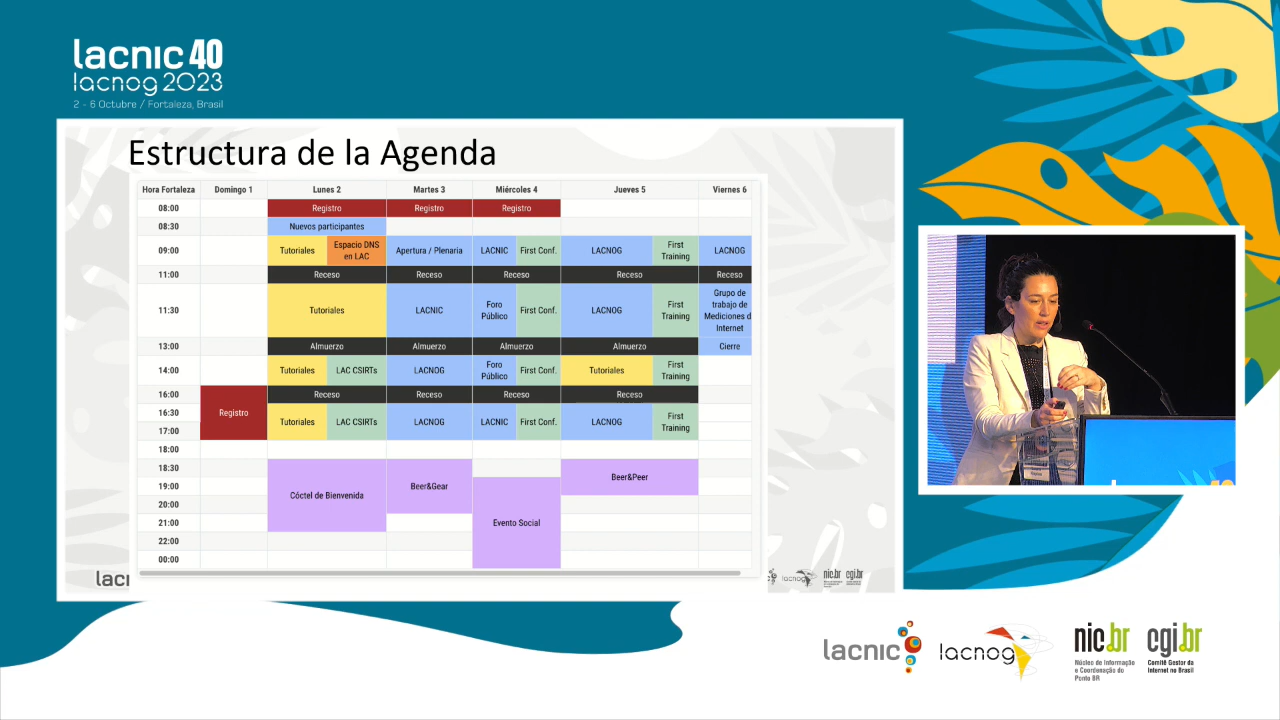 lacnic 40
lacnog 2023
2 - 6 Octubre / Fortaleza, Brasil
Estructura de la Agenda
Hora Fortaleza Domingo 1 Lunes 2 Martes 3 Miércoles 4 Jueves 5 Viernes 6
08:00 Registro Registro Registro
08:30 Nuevos participantes
09:00 Tutoriales Espacio DNS en LAC Apertura / Plenaria LACNIC First Conf. LACNOG First Training LACNOG
11:00 Receso Receso Receso Receso Receso
11:30 Tutoriales LACNIC Foro Público First Conf. LACNOG First Training Grupo de trabajo de mediciones de Internet
13:00 Almuerzo Almuerzo Almuerzo Almuerzo Cierre
14:00 Tutoriales LAC CSIRTs LACNOG Foro Público First Conf. Tutoriales First Training
16:00 Receso Receso Receso Receso
16:30 Registro Tutoriales LAC CSIRTs LACNOG LACNIC First Conf. LACNOG First Training
17:00
18:00
18:30
19:00 Cóctel de Bienvenida Beer&Gear Beer&Peer
20:00
21:00 Evento Social
22:00
00:00
laci
lacnog nic.br cgi.br
lacnic lacnog nic.br cgi.br
Núcleo de Informação
e Coordenação do
Ponto BR
Comitê Gestor da
Internet no Brasil